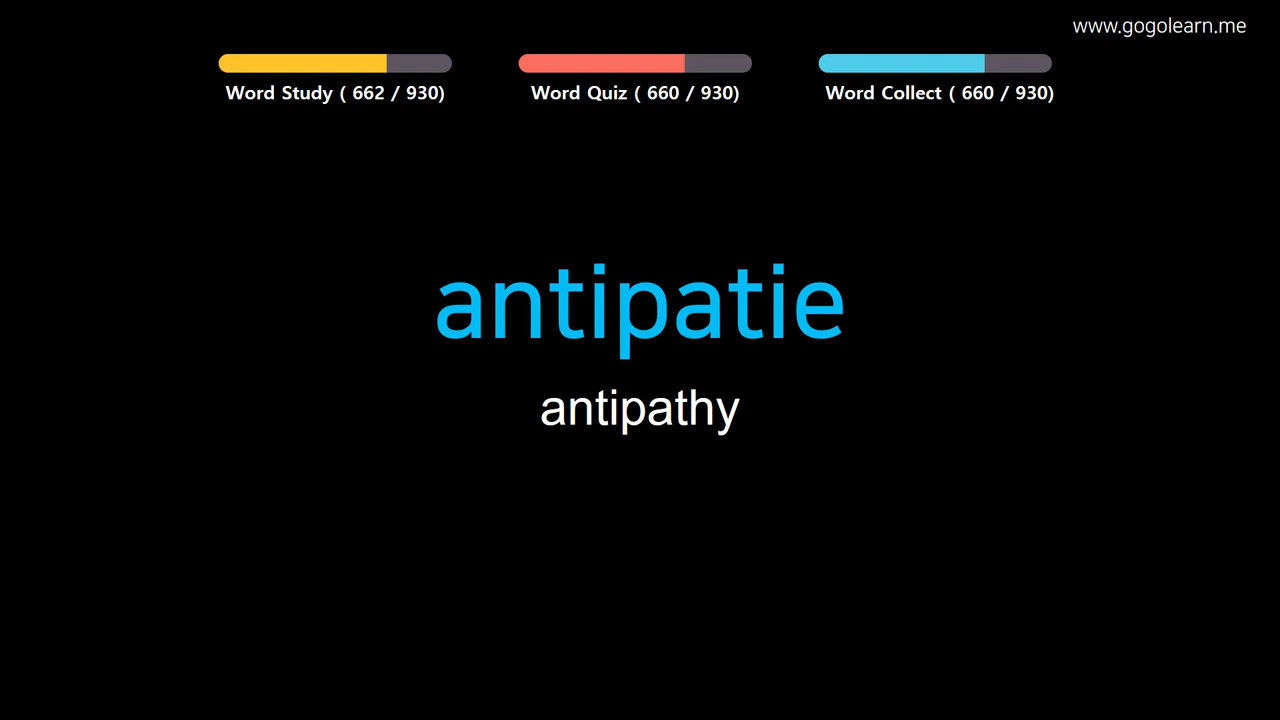 www.gogolearn.me
Word Study ( 662 / 930)
Word Quiz ( 660 / 930)
Word Collect ( 660 / 930)
antipatie
antipathy